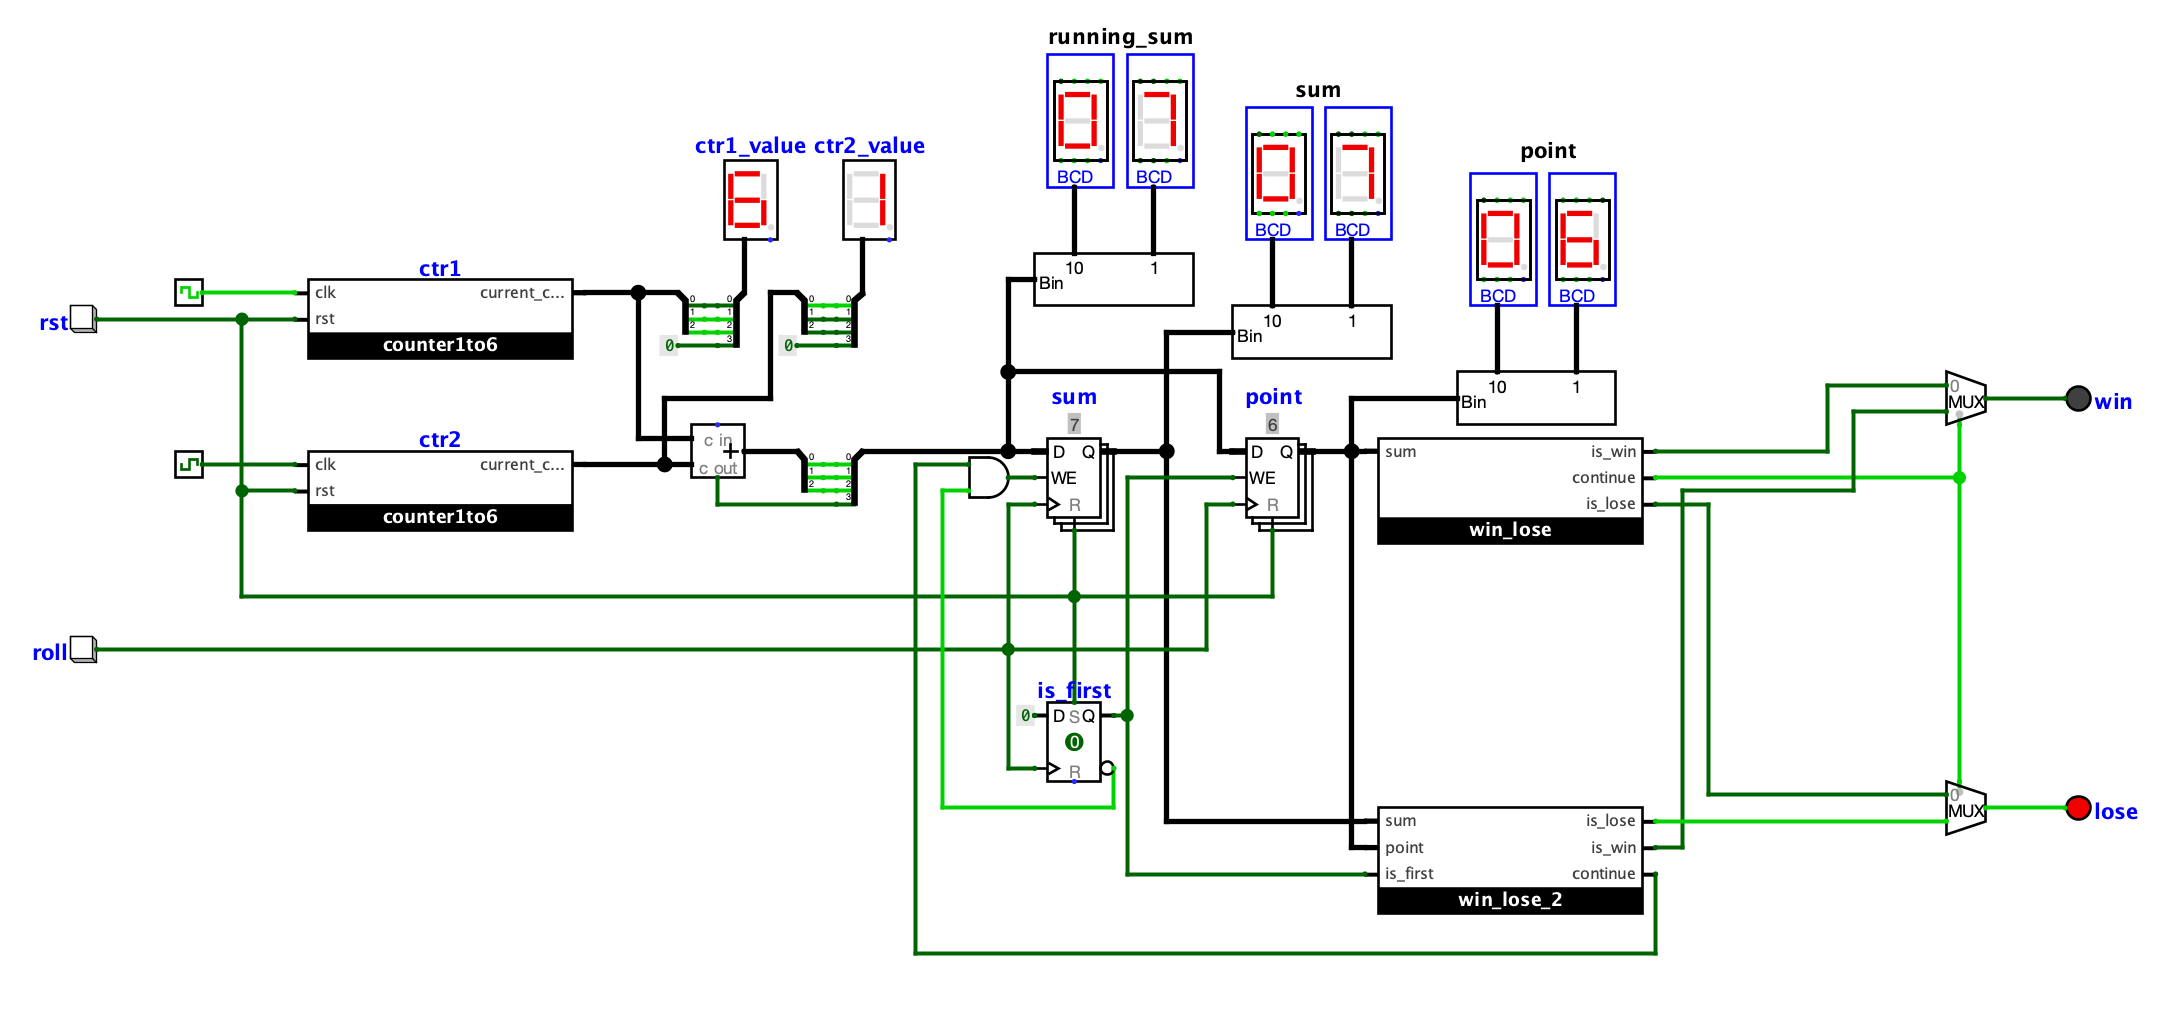 running_sum
sum
ctr1_value ctr2_value
point
BCD BCD
BCD BCD
BCD BCD
10 1
Bin
10 1
Bin
10 1
Bin
ctr1
clk current_c...
rst
counter1to6
rst
0 0 1 1 2 2 3
0
0 0 1 1 2 2 3
0
ctr2
clk current_c...
rst
counter1to6
c in
+
c out
0 0 1 1 2 2 3
sum
7
D Q
WE
R
point
6
D Q
WE
R
sum is_win
continue
is_lose
win_lose
0
MUX
win
roll
is_first
0
D S Q
0
R
sum is_lose
point is_win
is_first continue
win_lose_2
0
MUX
lose